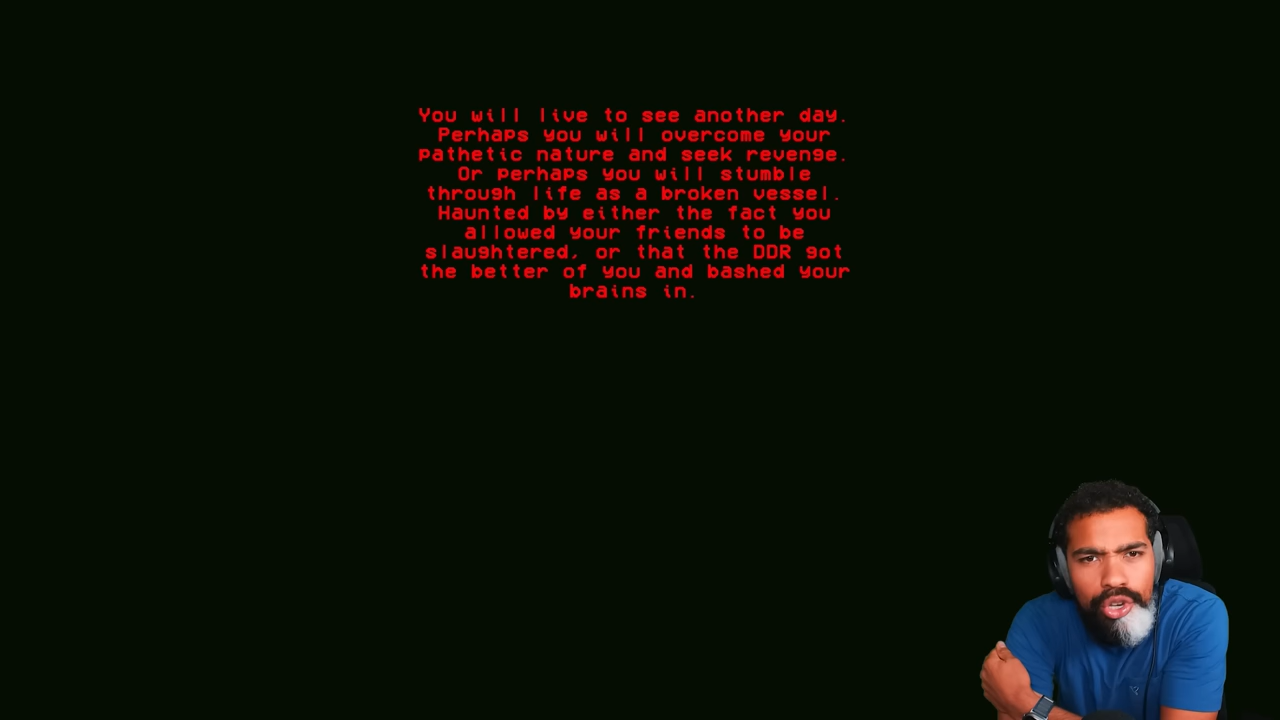 You will live to see another day.
Perhaps you will overcome your
pathetic nature and seek revenge.
Or perhaps you will stumble
through life as a broken vessel.
Haunted by either the fact you
allowed your friends to be
slaughtered, or that the DDR got
the better of you and bashed your
brains in.